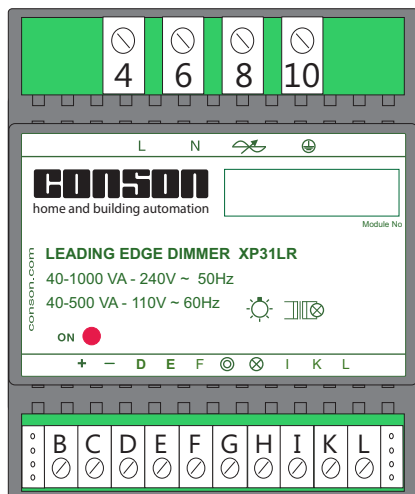 4 6 8 10
L N
CONSON
home and building automation
Module No
conson.com
LEADING EDGE DIMMER XP31LR
40-1000 VA - 240V ~ 50Hz
40-500 VA - 110V ~ 60Hz
ON
+ − D E F I K L
B C D E F G H I K L